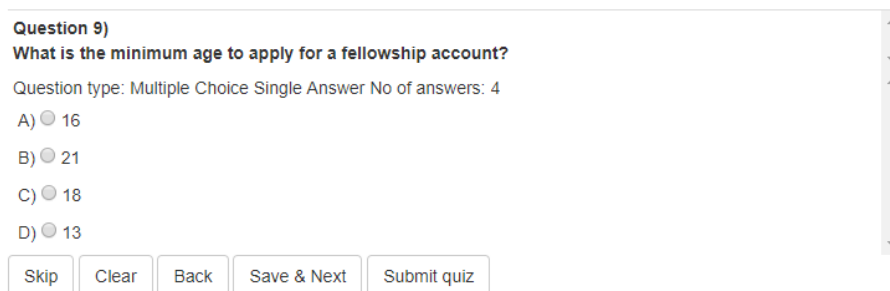 Question 9)
What is the minimum age to apply for a fellowship account?
Question type: Multiple Choice Single Answer No of answers: 4
A) 16
B) 21
C) 18
D) 13
Skip Clear Back Save & Next Submit quiz